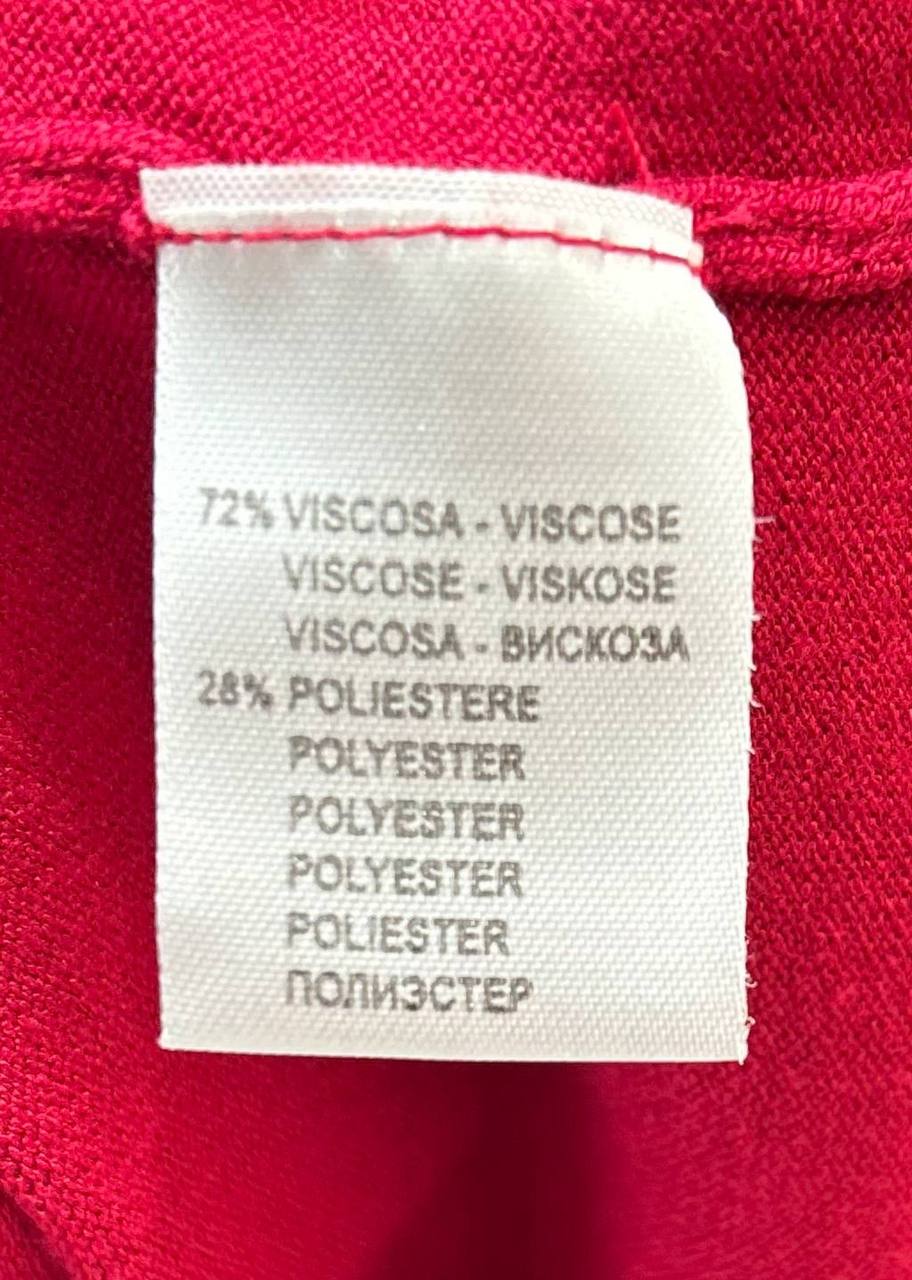 72% VISCOSA - VISCOSE
VISCOSE - VISKOSE
VISCOSA - ВИСКОЗА
28% POLIESTERE
POLYESTER
POLYESTER
POLYESTER
POLIESTER
ПОЛИЭСТЕР